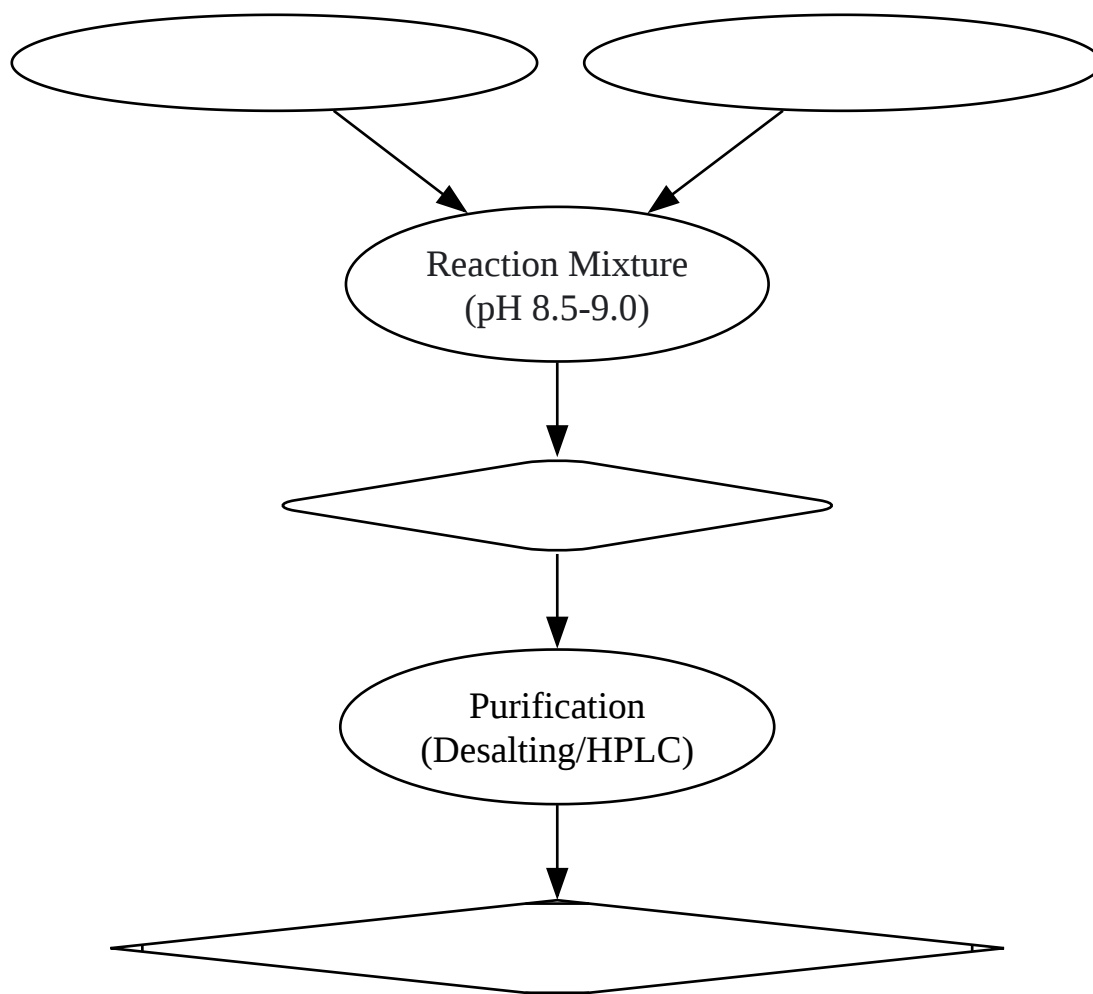 Reaction Mixture
(pH 8.5-9.0)
Purification
(Desalting/HPLC)